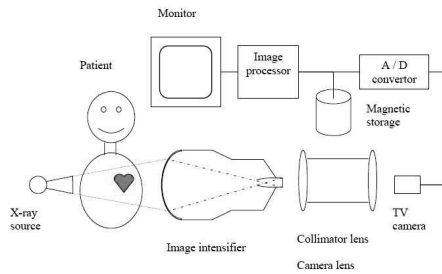 Monitor
Patient
Image
processor
A / D
convertor
Magnetic
storage
X-ray
source
Image intensifier
Collimator lens
Camera lens
TV
camera